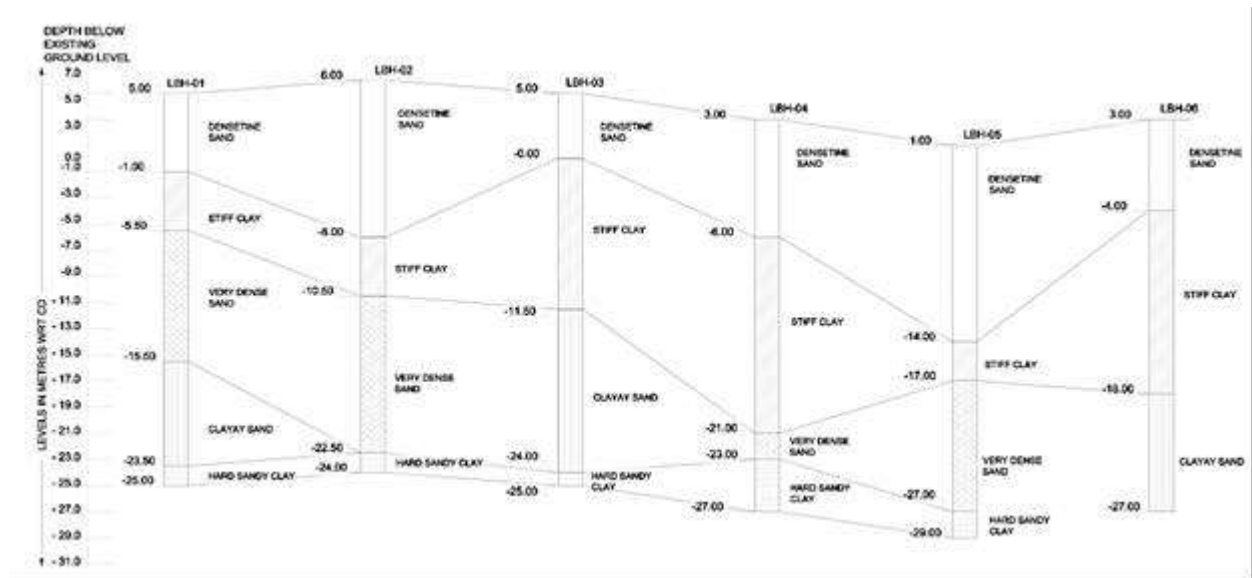 DEPTH BELOW
EXISTING
GROUND LEVEL
7.0
5.0
3.0
0.0
-1.0
-3.0
-5.0
-7.0
-9.0
-11.0
-13.0
-15.0
-17.0
-19.0
-21.0
-23.0
-25.0
-27.0
-29.0
-31.0
LEVELS IN METRES WRT CD
5.00 LBH-01
DENSETINE
SAND
-1.00
STIFF CLAY
-5.50
VERY DENSE
SAND
-15.50
CLAYAY SAND
-23.50
HARD SANDY CLAY
-25.00
6.00 LBH-02
DENSETINE
SAND
-6.00
STIFF CLAY
-10.50
VERY DENSE
SAND
-22.50
HARD SANDY CLAY
-24.00
5.00 LBH-03
DENSETINE
SAND
-0.00
STIFF CLAY
-11.50
CLAYAY SAND
-24.00
HARD SANDY
CLAY
-25.00
3.00 LBH-04
DENSETINE
SAND
-6.00
STIFF CLAY
-21.00
VERY DENSE
SAND
-23.00
HARD SANDY
CLAY
-27.00
1.00 LBH-05
DENSETINE
SAND
-14.00
STIFF CLAY
-17.00
VERY DENSE
SAND
-27.00
HARD SANDY
CLAY
-29.00
3.00 LBH-06
DENSETINE
SAND
-4.00
STIFF CLAY
-18.00
CLAYAY SAND
-27.00